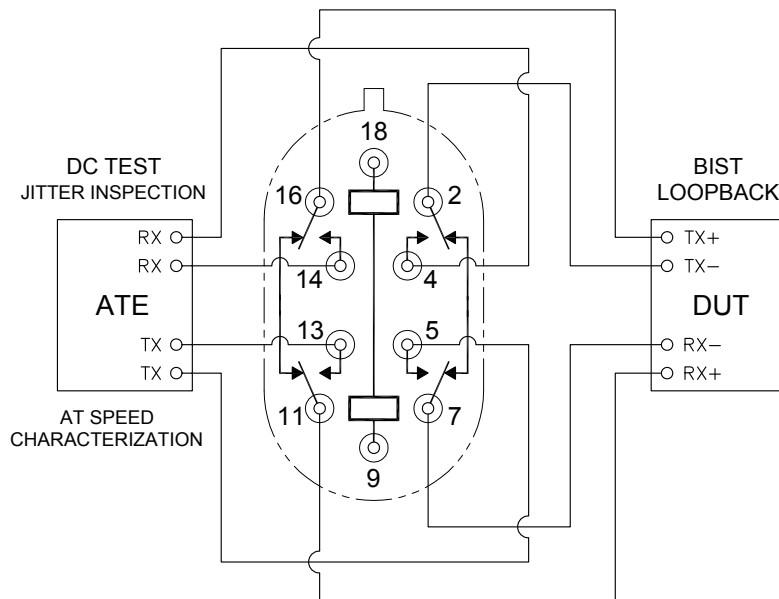 18
DC TEST
JITTER INSPECTION
BIST
LOOPBACK
16
2
RX
TX+
RX
TX-
14
4
ATE
DUT
13
5
TX
RX-
TX
RX+
11
7
AT SPEED
CHARACTERIZATION
9